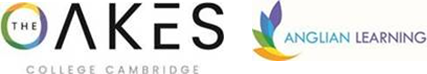 THE OAKES
COLLEGE CAMBRIDGE
ANGLIAN LEARNING